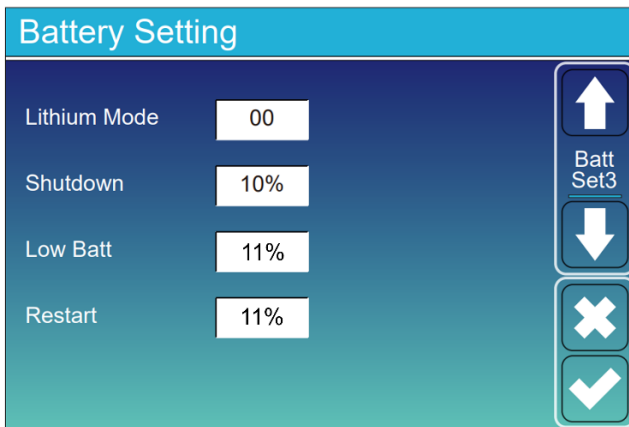 Battery Setting
Lithium Mode 00
Shutdown 10%
Low Batt 11%
Restart 11%
Batt
Set3